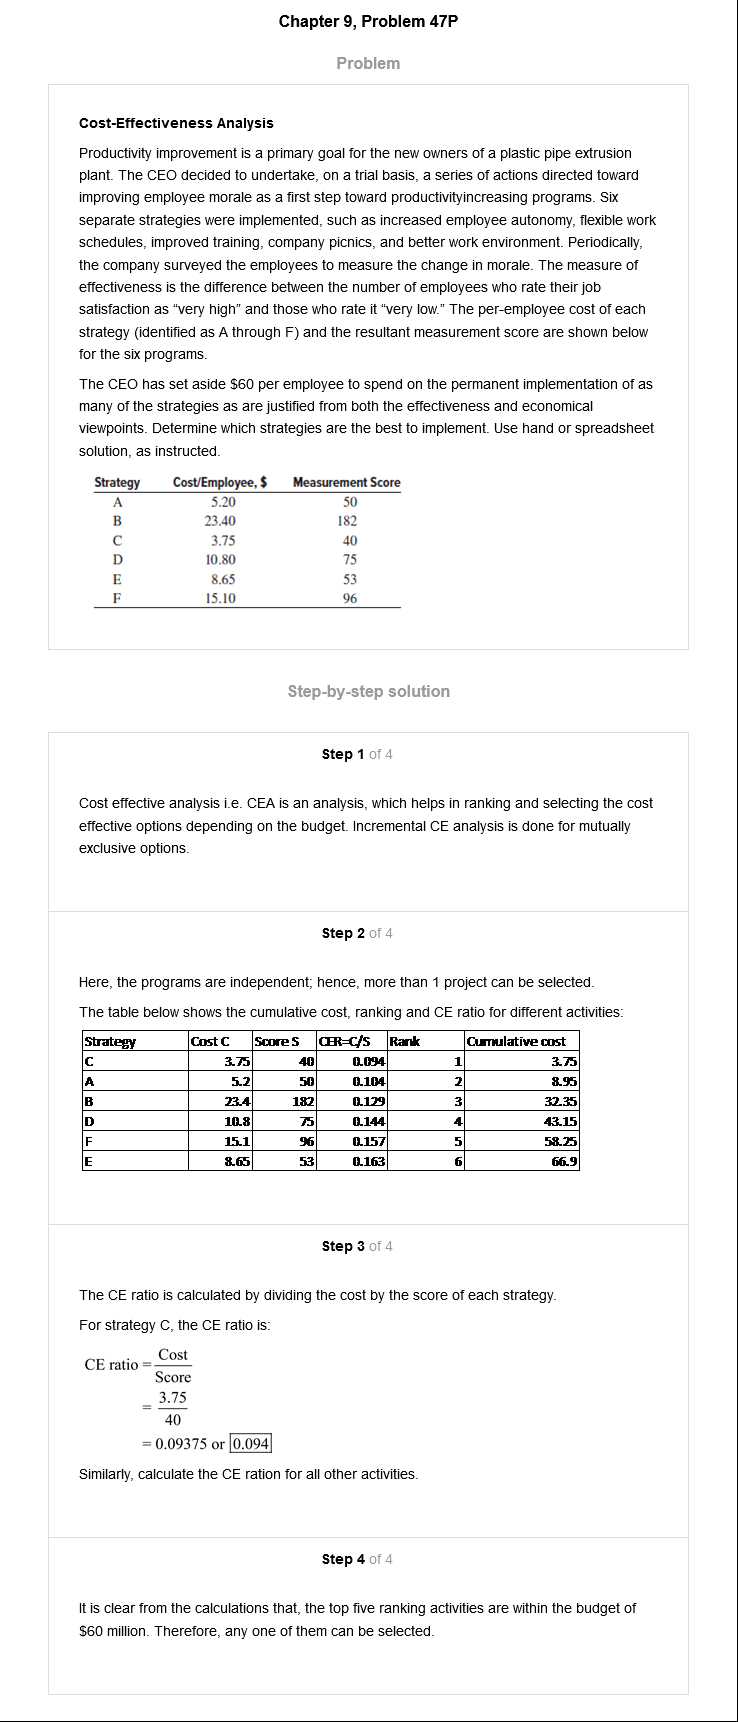 Chapter 9, Problem 47P
Problem
Cost-Effectiveness Analysis
Productivity improvement is a primary goal for the new owners of a plastic pipe extrusion
plant. The CEO decided to undertake, on a trial basis, a series of actions directed toward
improving employee morale as a first step toward productivityincreasing programs. Six
separate strategies were implemented, such as increased employee autonomy, flexible work
schedules, improved training, company picnics, and better work environment. Periodically,
the company surveyed the employees to measure the change in morale. The measure of
effectiveness is the difference between the number of employees who rate their job
satisfaction as “very high” and those who rate it “very low.” The per-employee cost of each
strategy (identified as A through F) and the resultant measurement score are shown below
for the six programs.
The CEO has set aside $60 per employee to spend on the permanent implementation of as
many of the strategies as are justified from both the effectiveness and economical
viewpoints. Determine which strategies are the best to implement. Use hand or spreadsheet
solution, as instructed.
Strategy Cost/Employee, $ Measurement Score
A 5.20 50
B 23.40 182
C 3.75 40
D 10.80 75
E 8.65 53
F 15.10 96
Step-by-step solution
Step 1 of 4
Cost effective analysis i.e. CEA is an analysis, which helps in ranking and selecting the cost
effective options depending on the budget. Incremental CE analysis is done for mutually
exclusive options.
Step 2 of 4
Here, the programs are independent; hence, more than 1 project can be selected.
The table below shows the cumulative cost, ranking and CE ratio for different activities:
Strategy Cost C Score S CER=C/S Rank Cumulative cost
C 3.75 40 0.094 1 3.75
A 5.2 50 0.104 2 8.95
B 23.4 182 0.129 3 32.35
D 10.8 75 0.144 4 43.15
F 15.1 96 0.157 5 58.25
E 8.65 53 0.163 6 66.9
Step 3 of 4
The CE ratio is calculated by dividing the cost by the score of each strategy.
For strategy C, the CE ratio is:
CE ratio = Cost
Score
= 3.75
40
= 0.09375 or 0.094
Similarly, calculate the CE ration for all other activities.
Step 4 of 4
It is clear from the calculations that, the top five ranking activities are within the budget of
$60 million. Therefore, any one of them can be selected.